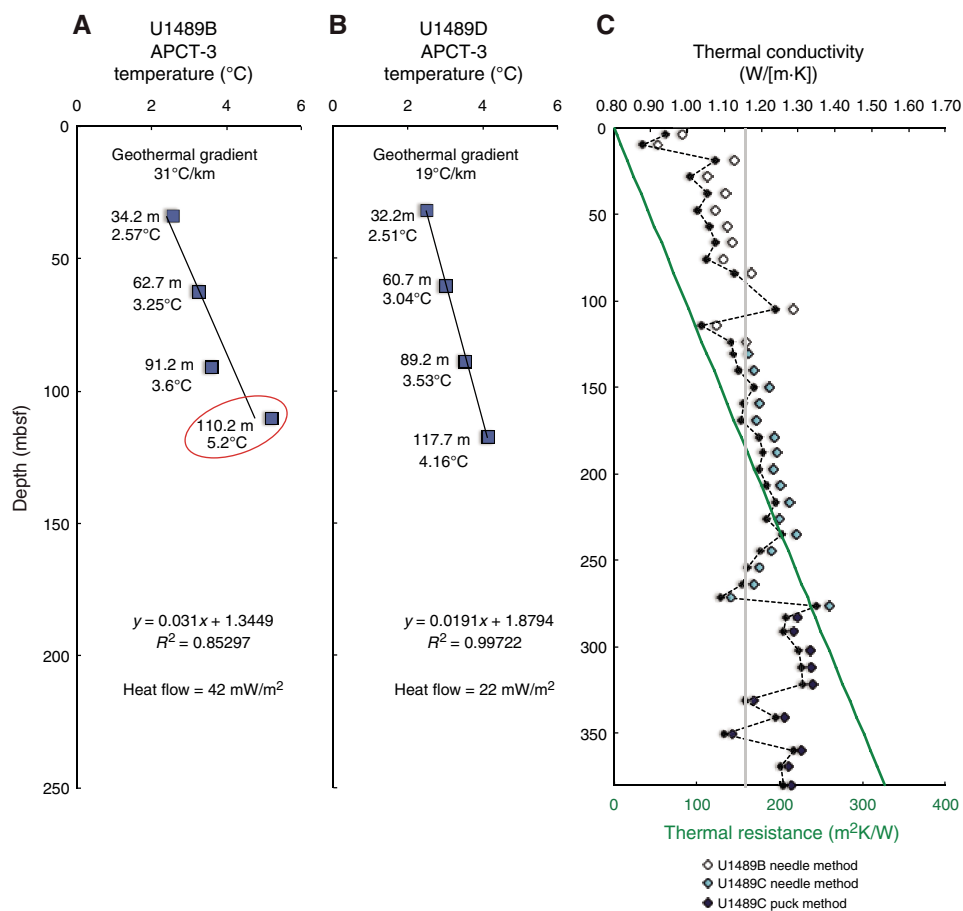 A
U1489B
APCT-3
temperature (°C)
0 2 4 6
0
50
100
150
200
250
Depth (mbsf)
Geothermal gradient
31°C/km
34.2 m
2.57°C
62.7 m
3.25°C
91.2 m
3.6°C
110.2 m
5.2°C
y = 0.031x + 1.3449
R² = 0.85297
Heat flow = 42 mW/m²
B
U1489D
APCT-3
temperature (°C)
0 2 4 6
Geothermal gradient
19°C/km
32.2m
2.51°C
60.7 m
3.04°C
89.2 m
3.53°C
117.7 m
4.16°C
y = 0.0191x + 1.8794
R² = 0.99722
Heat flow = 22 mW/m²
C
Thermal conductivity
(W/[m·K])
0.80 0.90 1.00 1.10 1.20 1.30 1.40 1.50 1.60 1.70
0
50
100
150
200
250
300
350
0 100 200 300 400
Thermal resistance (m²K/W)
U1489B needle method
U1489C needle method
U1489C puck method